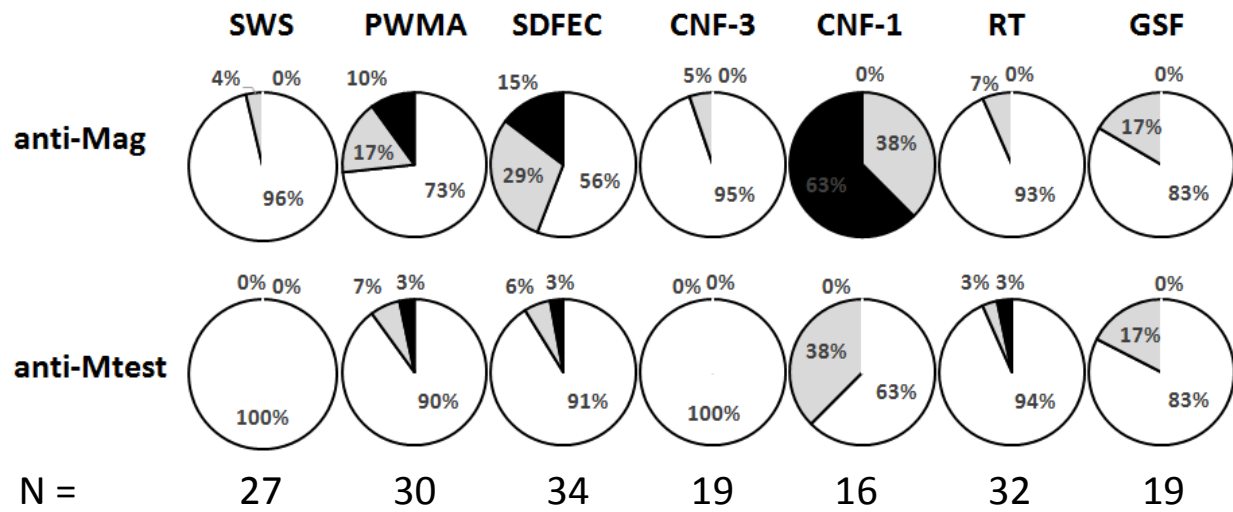 SWS PWMA SDFEC CNF-3 CNF-1 RT GSF
4% 0% 10% 15% 5% 0% 0% 7% 0% 0%
anti-Mag 17% 29% 38% 63% 17%
96% 73% 56% 95% 93% 83%
0% 0% 7% 3% 6% 3% 0% 0% 0% 3% 3% 0%
anti-Mtest 38% 17%
100% 90% 91% 100% 63% 94% 83%
N = 27 30 34 19 16 32 19